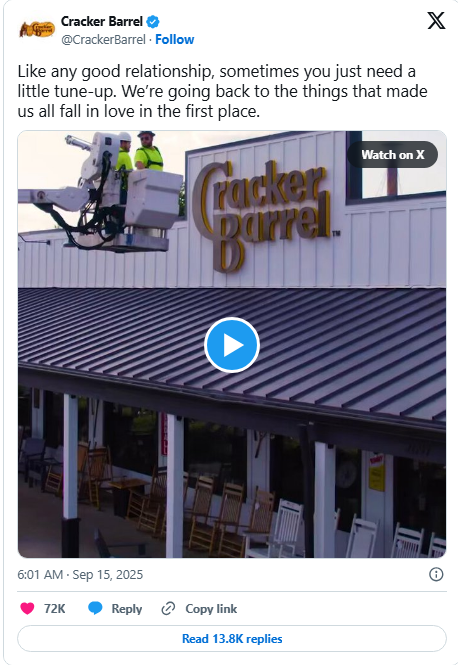 Cracker Barrel
@CrackerBarrel · Follow
Like any good relationship, sometimes you just need a
little tune-up. We’re going back to the things that made
us all fall in love in the first place.
Watch on X
Cracker
Barrel™
6:01 AM · Sep 15, 2025
72K Reply Copy link
Read 13.8K replies